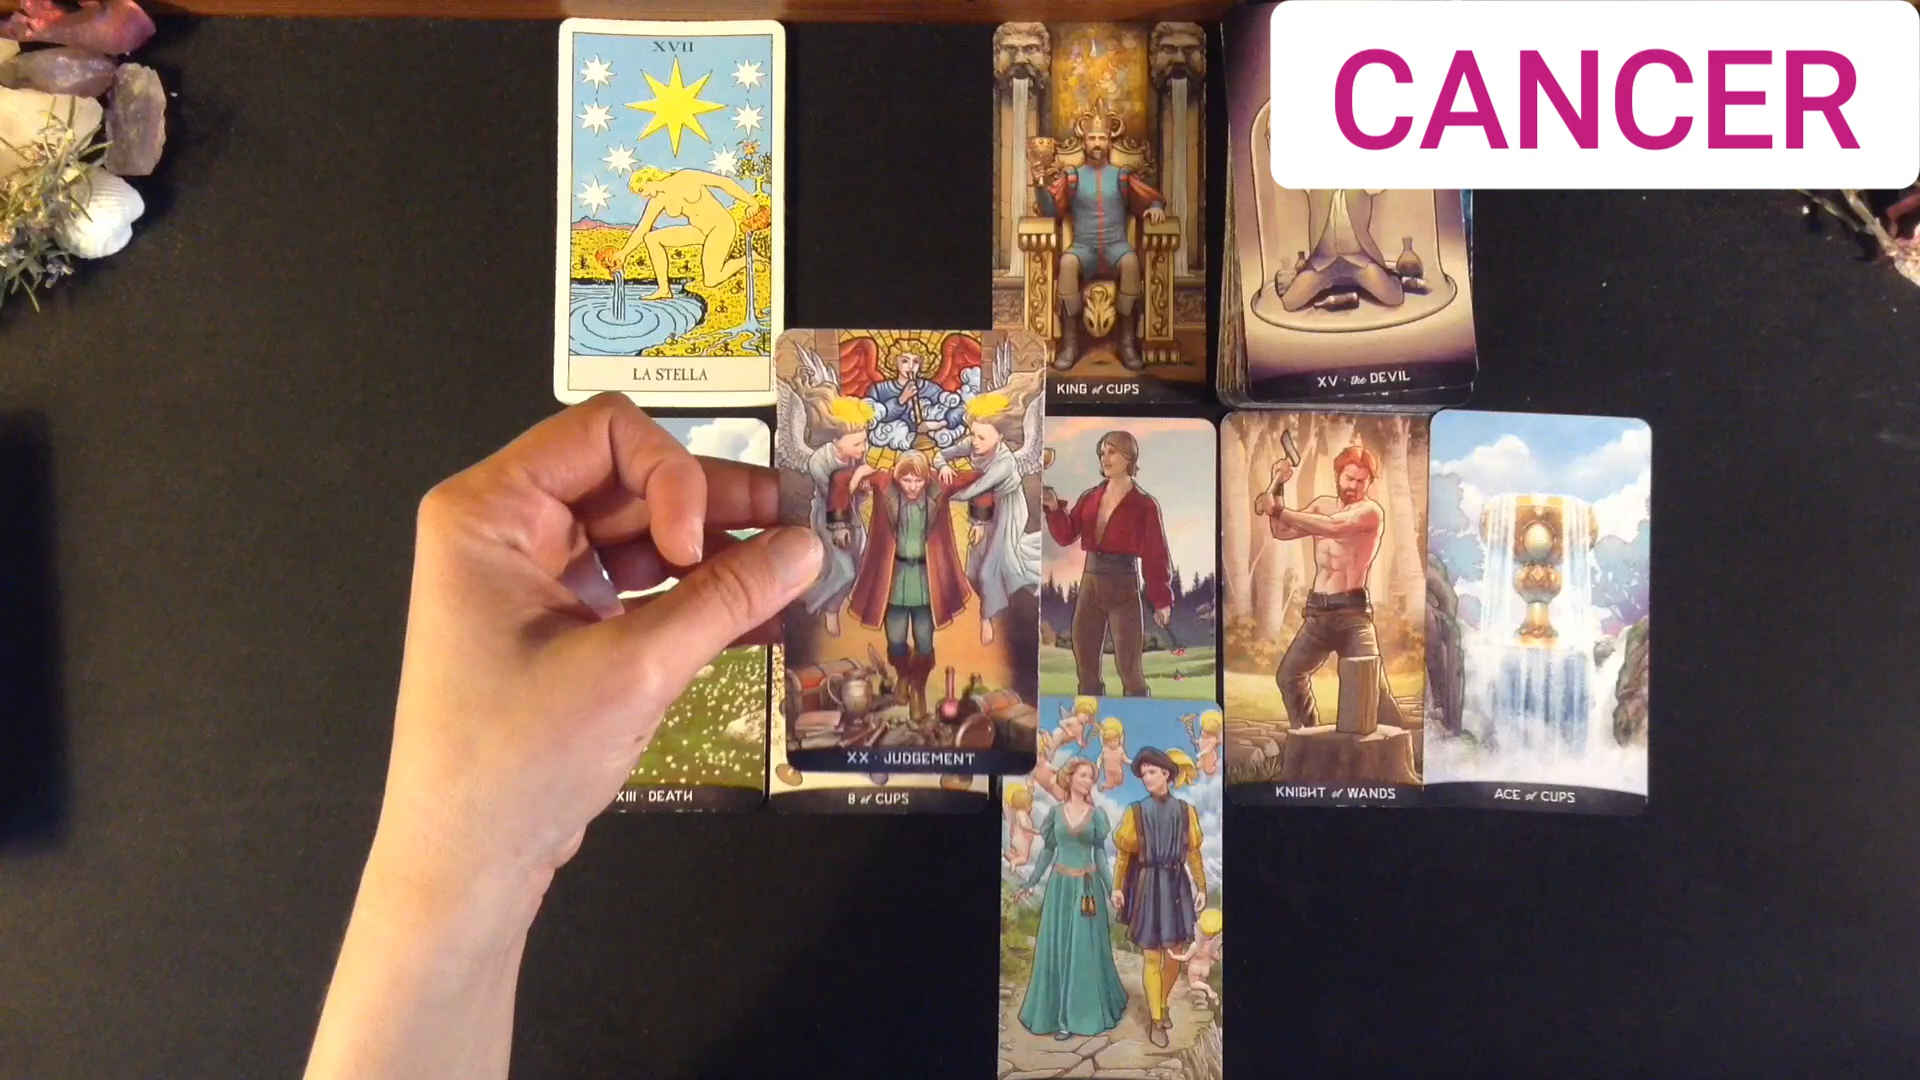 CANCER
XVII
LA STELLA
KING of CUPS
XV · the DEVIL
XX · JUDGEMENT
XIII · DEATH
8 of CUPS
KNIGHT of WANDS
ACE of CUPS